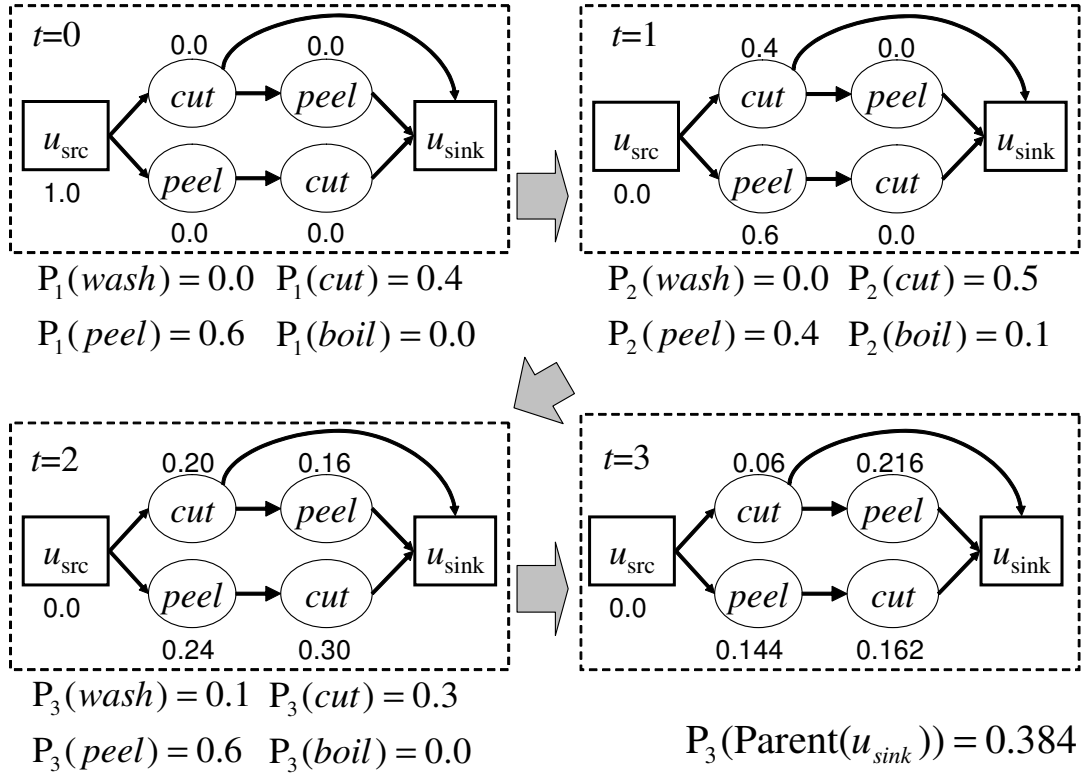 t=0
0.0 0.0
cut peel
u_src u_sink
1.0
peel cut
0.0 0.0
P_1(wash) = 0.0 P_1(cut) = 0.4
P_1(peel) = 0.6 P_1(boil) = 0.0
t=1
0.4 0.0
cut peel
u_src u_sink
0.0
peel cut
0.6 0.0
P_2(wash) = 0.0 P_2(cut) = 0.5
P_2(peel) = 0.4 P_2(boil) = 0.1
t=2
0.20 0.16
cut peel
u_src u_sink
0.0
peel cut
0.24 0.30
P_3(wash) = 0.1 P_3(cut) = 0.3
P_3(peel) = 0.6 P_3(boil) = 0.0
t=3
0.06 0.216
cut peel
u_src u_sink
0.0
peel cut
0.144 0.162
P_3(Parent(u_sink)) = 0.384